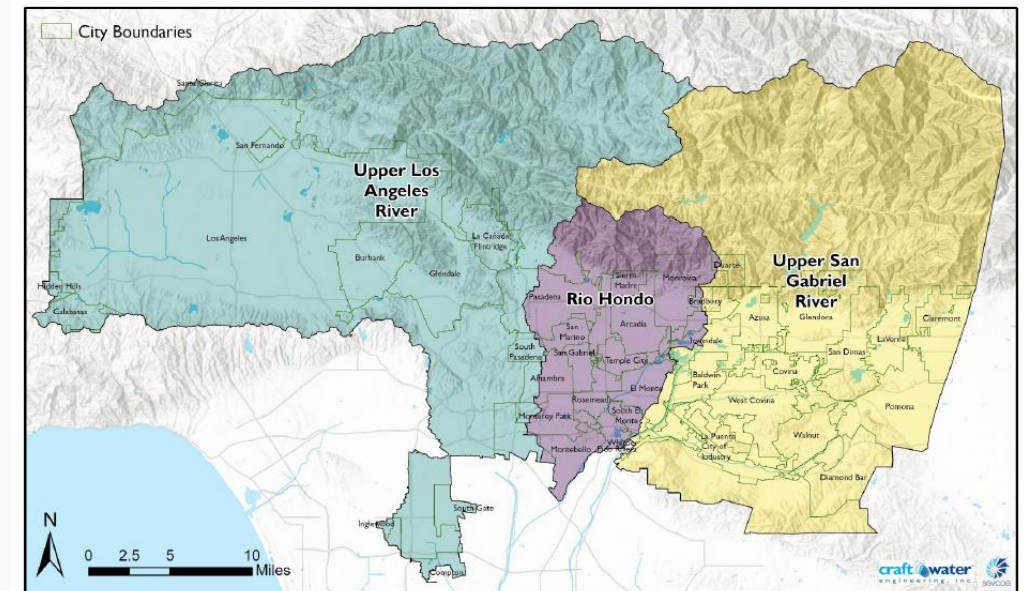 City Boundaries
Santa Clarita
San Fernando
Upper Los
Angeles
River
Los Angeles
La Cañada
Flintridge
Burbank
Glendale
Hidden Hills
Calabasas
Duarte
Upper San
Gabriel
River
Sierra
Madre
Monrovia
Pasadena
Rio Hondo
Bradbury
Azusa
Glendora
Claremont
San
Marino
Arcadia
Irwindale
LaVerne
South
Pasadena
San Gabriel
Temple City
San Dimas
Covina
Baldwin
Park
Alhambra
El Monte
Rosemead
West Covina
Pomona
South El
Monte
Monterey Park
La Puente
City of
Industry
Walnut
Whittier
Montebello
Pico Rivera
Diamond Bar
South Gate
Inglewood
Compton
N
0 2.5 5 10
Miles
craft water
engineering, inc.
SGVCOG